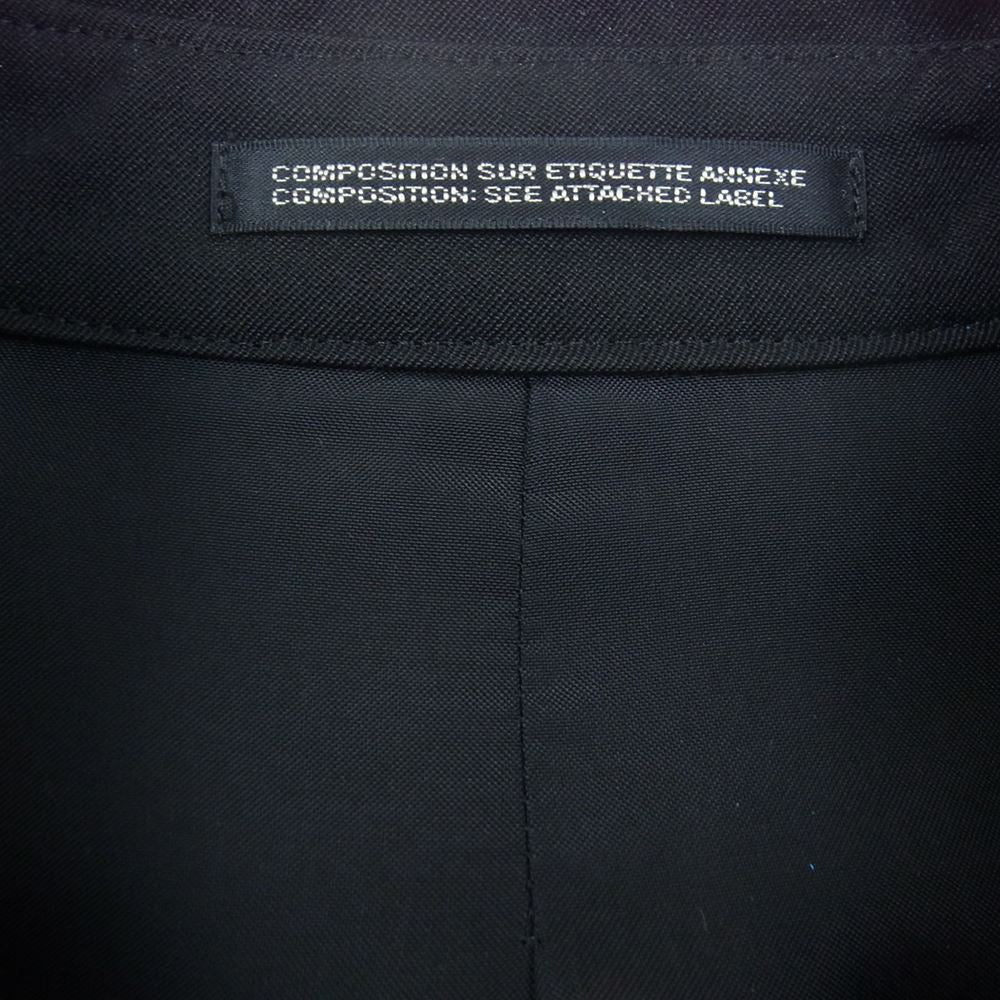 COMPOSITION SUR ETIQUETTE ANNEXE
COMPOSITION: SEE ATTACHED LABEL